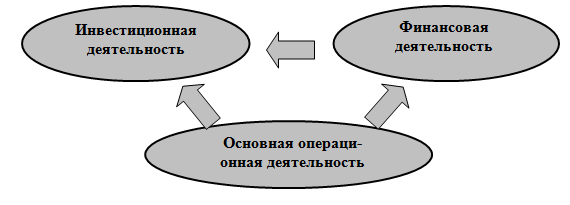 Инвестиционная
деятельность
Финансовая
деятельность
Основная операци-
онная деятельность